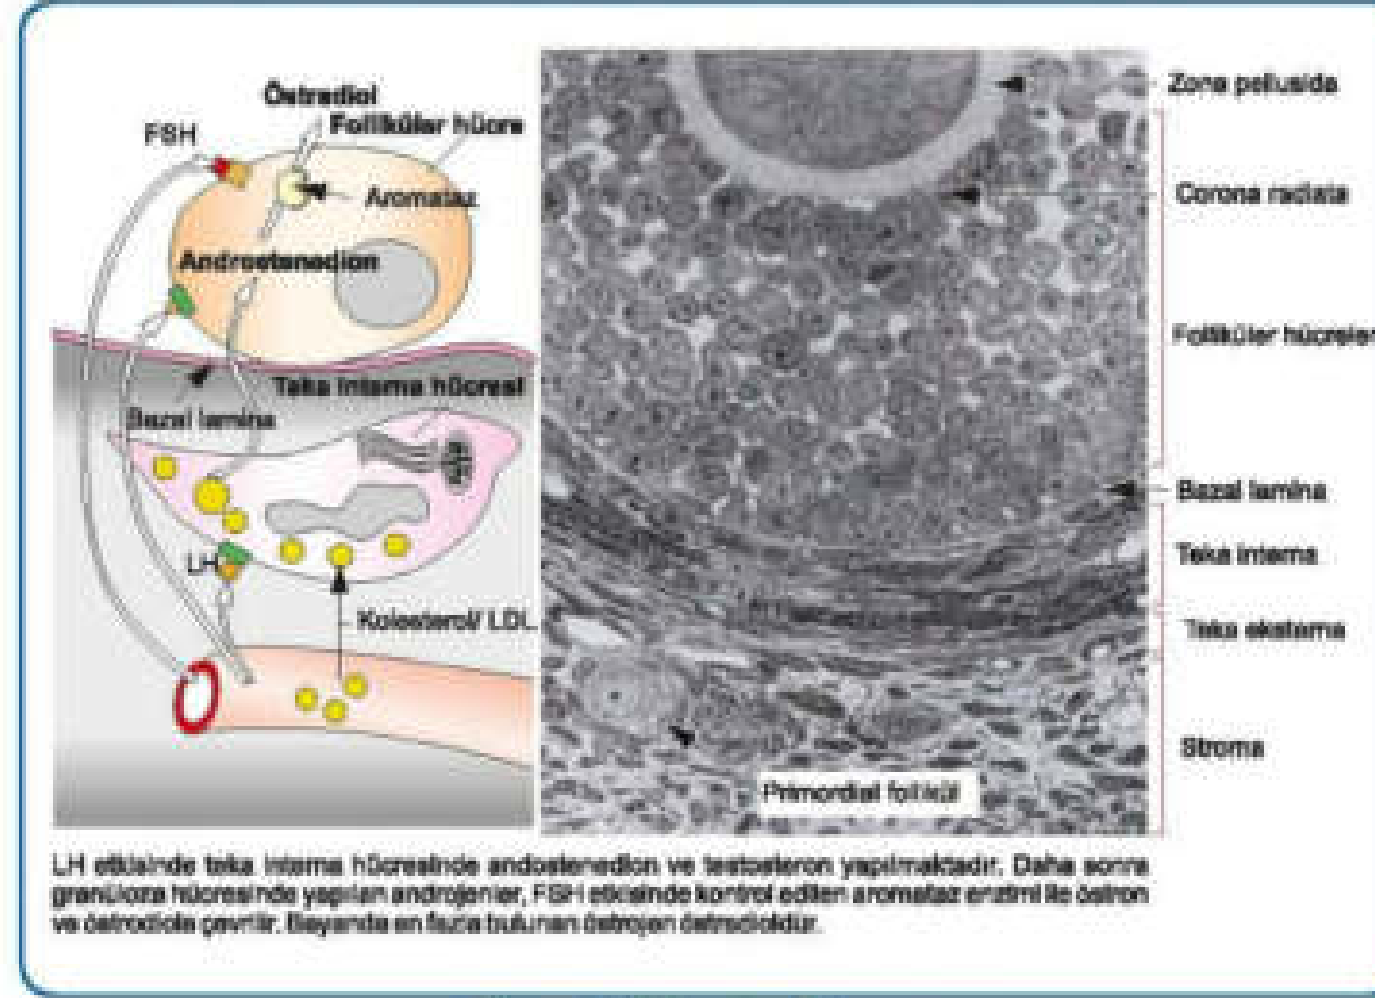 Östradiol
FSH
Folliküler hücre
Aromataz
Androstenedion
Teka interna hücresi
Bazal lamina
LH
Kolesterol/ LDL
Zona pellusida
Corona radiata
Folliküler hücreler
Bazal lamina
Teka interna
Teka eksterna
Stroma
Primordial folikül
LH etkisinde teka interna hücresinde andostenedion ve testosteron yapılmaktadır. Daha sonra
granüloza hücresinde yapılan androjenler, FSH etkisinde kontrol edilen aromataz enzimi ile östron
ve östrodiole çevrilir. Bayanda en fazla bulunan östrojen östradioldür.